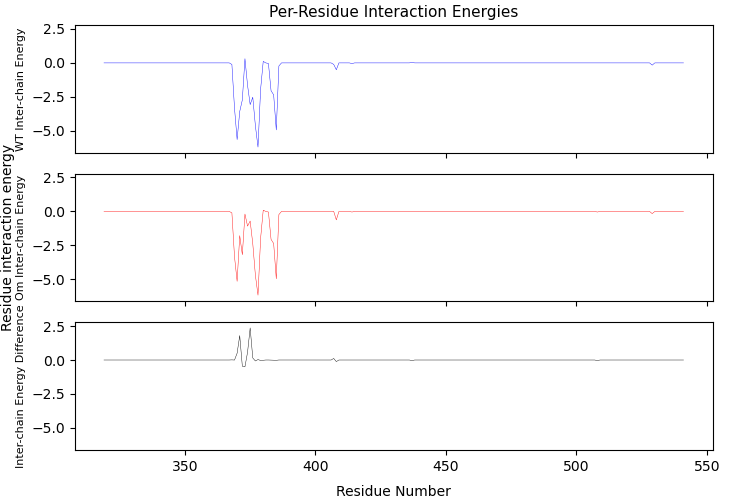 Per-Residue Interaction Energies
Residue interaction energy
WT Inter-chain Energy
2.5
0.0
−2.5
−5.0
Om Inter-chain Energy
2.5
0.0
−2.5
−5.0
Inter-chain Energy Difference
2.5
0.0
−2.5
−5.0
350 400 450 500 550
Residue Number